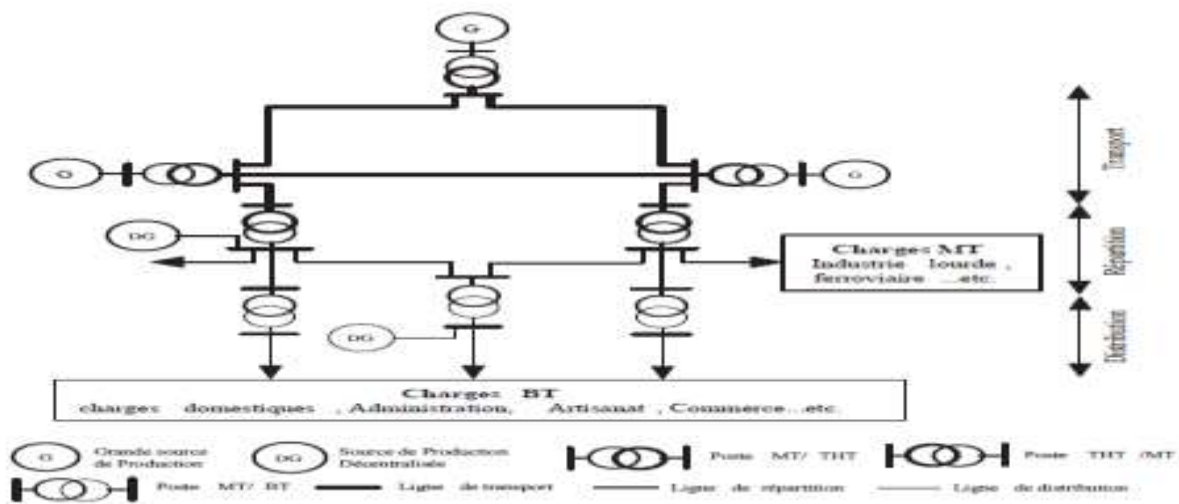 G
Transport
G
G
DG
Charges MT
Industrie lourde ,
ferroviaire ...etc.
Répartition
DG
Distribution
Charges BT
charges domestiques , Administration, Artisanat , Commerce...etc.
G
Grande source
de Production
DG
Source de Production
Décentralisée
Poste MT/ THT
Poste THT /MT
Poste MT/ BT
Ligne de transport
Ligne de répartition
Ligne de distribution